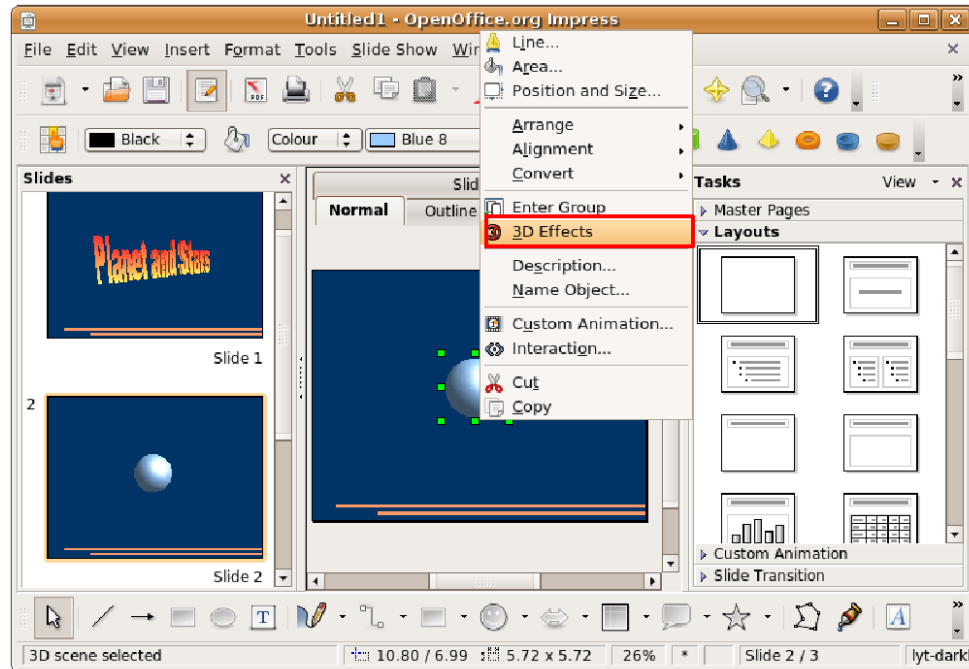 Untitled1 - OpenOffice.org Impress
File Edit View Insert Format Tools Slide Show
Line...
Area...
Position and Size...
Arrange
Alignment
Convert
Enter Group
3D Effects
Description...
Name Object...
Custom Animation...
Interaction...
Cut
Copy
PDF
Black
Colour
Blue 8
Slides
Planet and Stars
Slide 1
2
Slide 2
Normal
Outline
Tasks
View
Master Pages
Layouts
Custom Animation
Slide Transition
T
A
3D scene selected
10.80 / 6.99
5.72 x 5.72
26%
*
Slide 2 / 3
lyt-dark